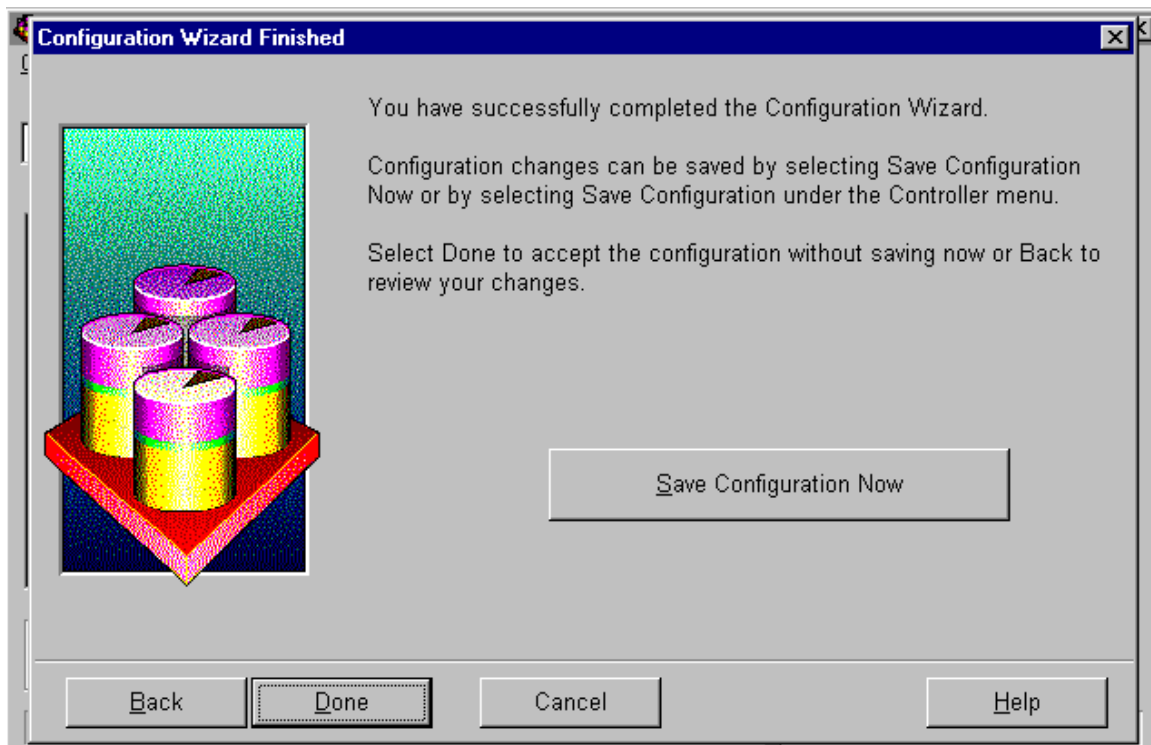 Configuration Wizard Finished
You have successfully completed the Configuration Wizard.
Configuration changes can be saved by selecting Save Configuration
Now or by selecting Save Configuration under the Controller menu.
Select Done to accept the configuration without saving now or Back to
review your changes.
Save Configuration Now
Back
Done
Cancel
Help